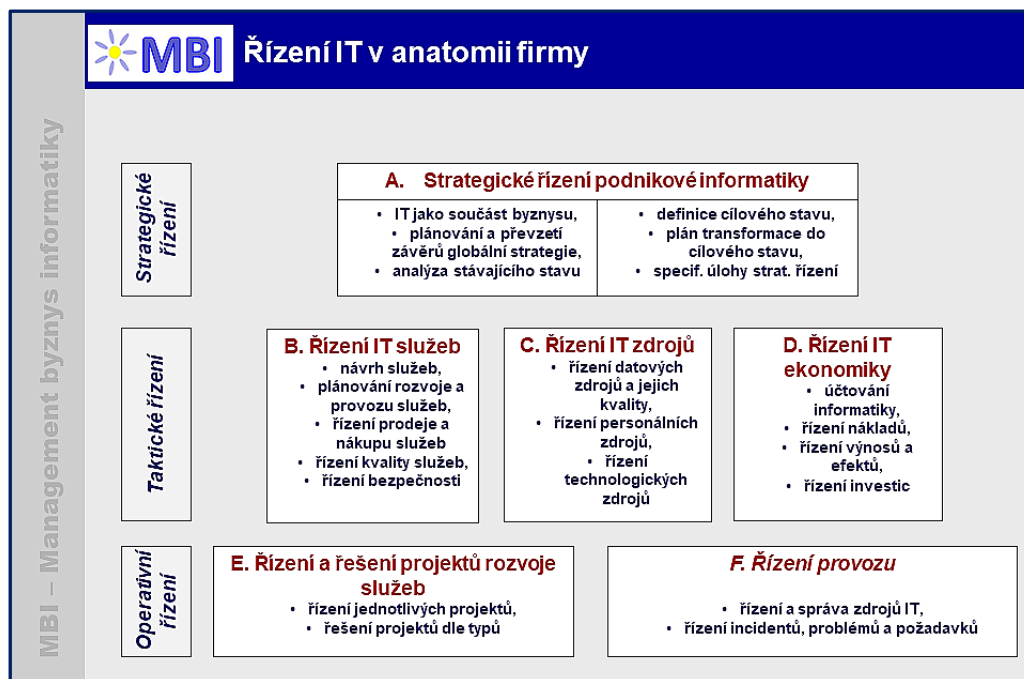 MBI
Řízení IT v anatomii firmy
MBI – Management byznys informatiky
Strategické
řízení
A. Strategické řízení podnikové informatiky
• IT jako součást byznysu,
• plánování a převzetí
závěrů globální strategie,
• analýza stávajícího stavu
• definice cílového stavu,
• plán transformace do
cílového stavu,
• specif. úlohy strat. řízení
Taktické řízení
B. Řízení IT služeb
• návrh služeb,
• plánování rozvoje a
provozu služeb,
• řízení prodeje a
nákupu služeb
• řízení kvality služeb,
• řízení bezpečnosti
C. Řízení IT zdrojů
• řízení datových
zdrojů a jejich
kvality,
• řízení personálních
zdrojů,
• řízení
technologických
zdrojů
D. Řízení IT
ekonomiky
• účtování
informatiky,
• řízení nákladů,
• řízení výnosů a
efektů,
• řízení investic
Operativní
řízení
E. Řízení a řešení projektů rozvoje
služeb
• řízení jednotlivých projektů,
• řešení projektů dle typů
F. Řízení provozu
• řízení a správa zdrojů IT,
• řízení incidentů, problémů a požadavků